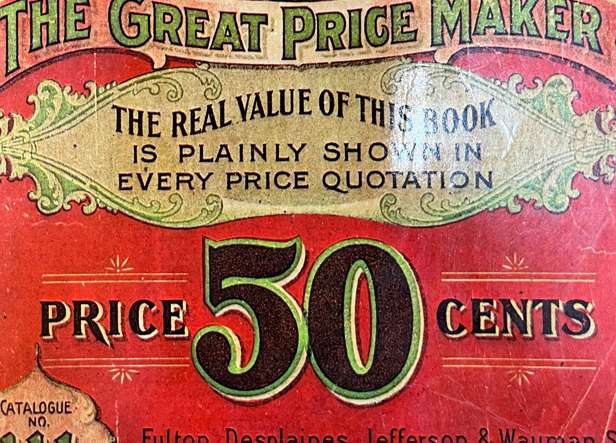 THE GREAT PRICE MAKER
THE REAL VALUE OF THIS BOOK
IS PLAINLY SHOWN IN
EVERY PRICE QUOTATION
PRICE 50 CENTS
CATALOGUE
NO.
Fulton, Desplaines, Jefferson & Wayman